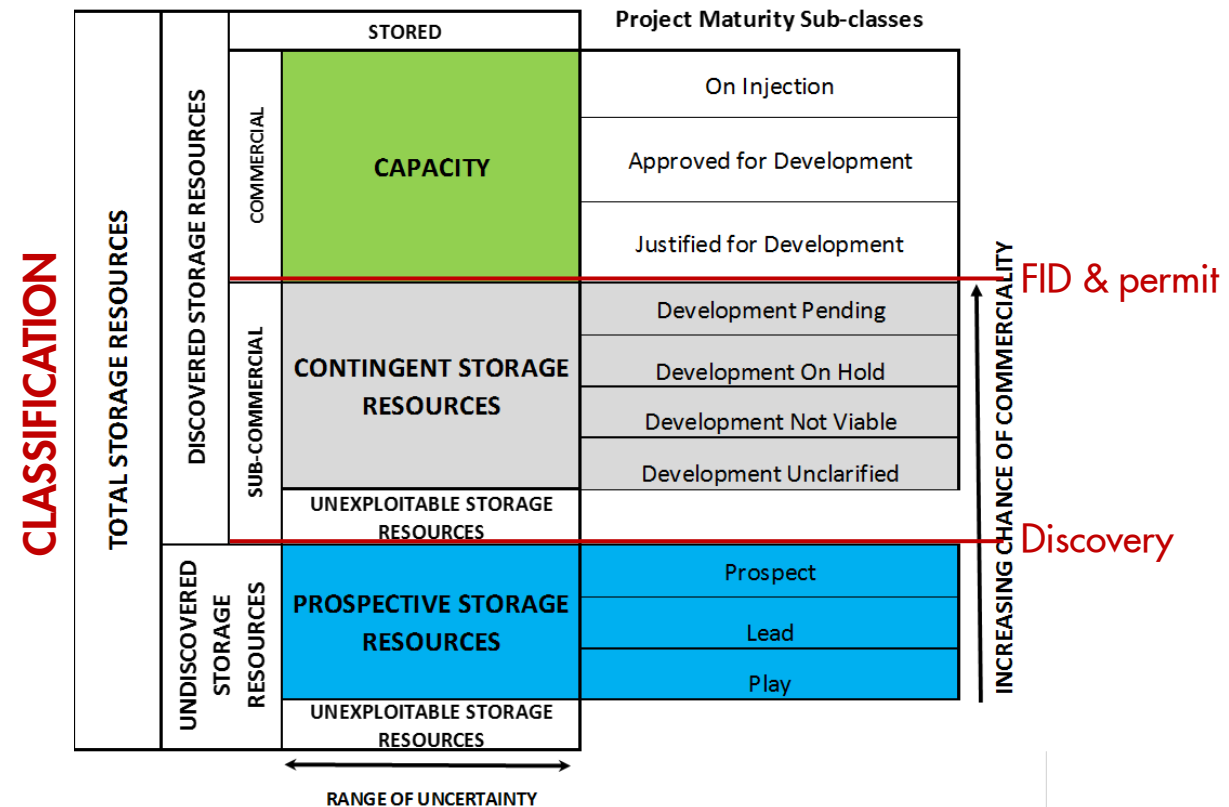 CLASSIFICATION
TOTAL STORAGE RESOURCES
DISCOVERED STORAGE RESOURCES
UNDISCOVERED
STORAGE
RESOURCES
COMMERCIAL
SUB-COMMERCIAL
STORED
Project Maturity Sub-classes
CAPACITY
On Injection
Approved for Development
Justified for Development
FID & permit
CONTINGENT STORAGE
RESOURCES
Development Pending
Development On Hold
Development Not Viable
Development Unclarified
UNEXPLOITABLE STORAGE
RESOURCES
Discovery
PROSPECTIVE STORAGE
RESOURCES
Prospect
Lead
Play
UNEXPLOITABLE STORAGE
RESOURCES
INCREASING CHANCE OF COMMERCIALITY
RANGE OF UNCERTAINTY